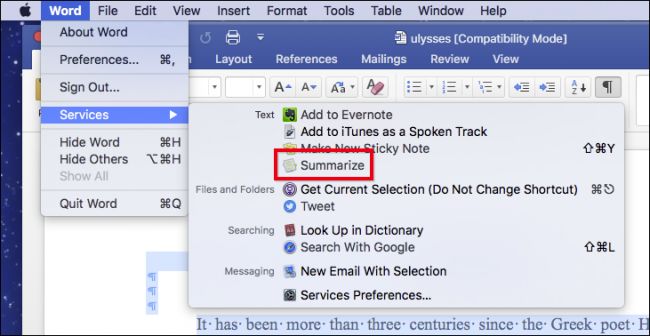 Word File Edit View Insert Format Tools Table Window Help
About Word
Preferences... ⌘,
Sign Out...
Services
Hide Word ⌘H
Hide Others ⌥⌘H
Show All
Quit Word ⌘Q
ulysses [Compatibility Mode]
Layout References Mailings Review View
A A Aa A
A Z ¶
Text Add to Evernote
Add to iTunes as a Spoken Track
Make New Sticky Note ⇧⌘Y
Summarize
Files and Folders Get Current Selection (Do Not Change Shortcut) ⌘⎋
Tweet
Searching Look Up in Dictionary
Search With Google ⇧⌘L
Messaging New Email With Selection
Services Preferences...
¶
¶
¶
It has been more than three centuries since the Greek poet H